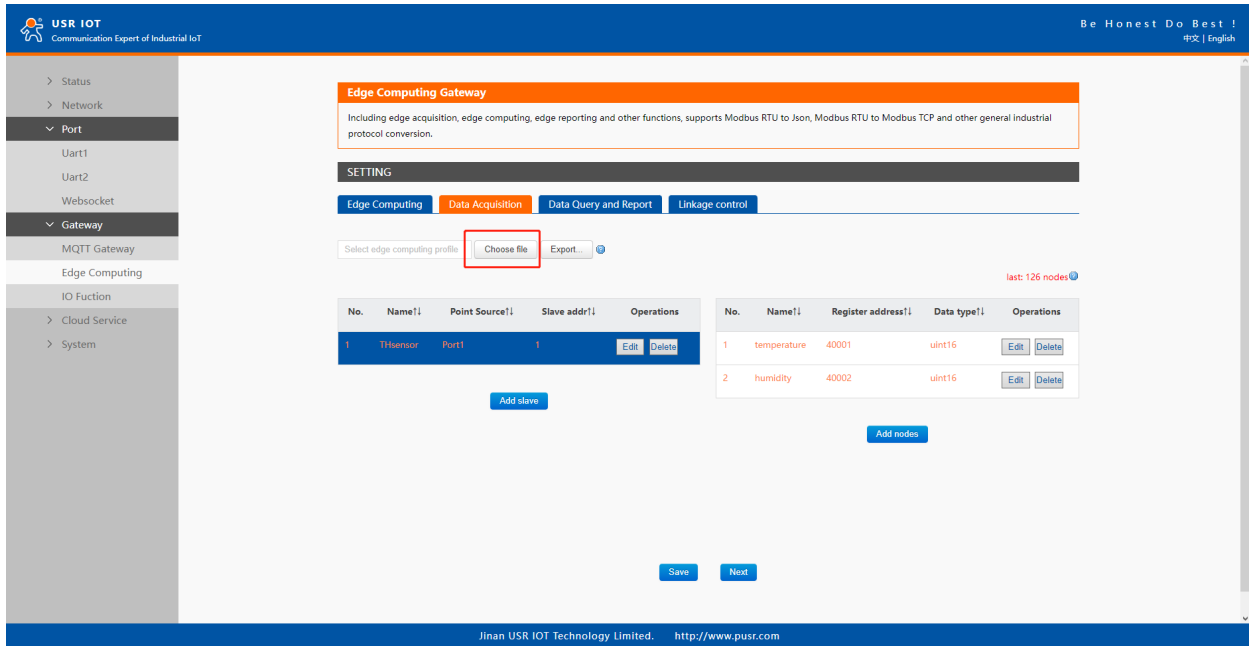 USR IOT
Communication Expert of Industrial IoT
Be Honest Do Best !
中文 | English
Status
Network
Port
Uart1
Uart2
Websocket
Gateway
MQTT Gateway
Edge Computing
IO Fuction
Cloud Service
System
Edge Computing Gateway
Including edge acquisition, edge computing, edge reporting and other functions, supports Modbus RTU to Json, Modbus RTU to Modbus TCP and other general industrial
protocol conversion.
SETTING
Edge Computing Data Acquisition Data Query and Report Linkage control
Select edge computing profile Choose file Export...
last: 126 nodes
No. Name↑↓ Point Source↑↓ Slave addr↑↓ Operations
1 THsensor Port1 1 Edit Delete
Add slave
No. Name↑↓ Register address↑↓ Data type↑↓ Operations
1 temperature 40001 uint16 Edit Delete
2 humidity 40002 uint16 Edit Delete
Add nodes
Save Next
Jinan USR IOT Technology Limited. http://www.pusr.com